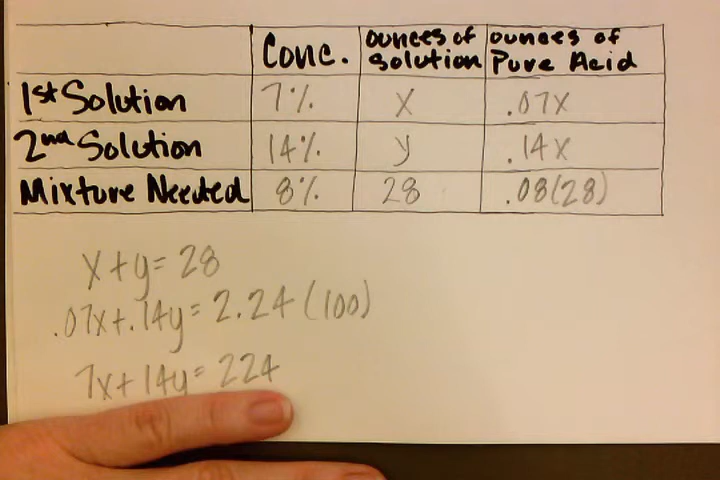 Conc. ounces of solution ounces of Pure Acid
1st Solution 7% x .07x
2nd Solution 14% y .14x
Mixture Needed 8% 28 .08(28)
x+y=28
.07x+.14y=2.24(100)
7x+14y=224